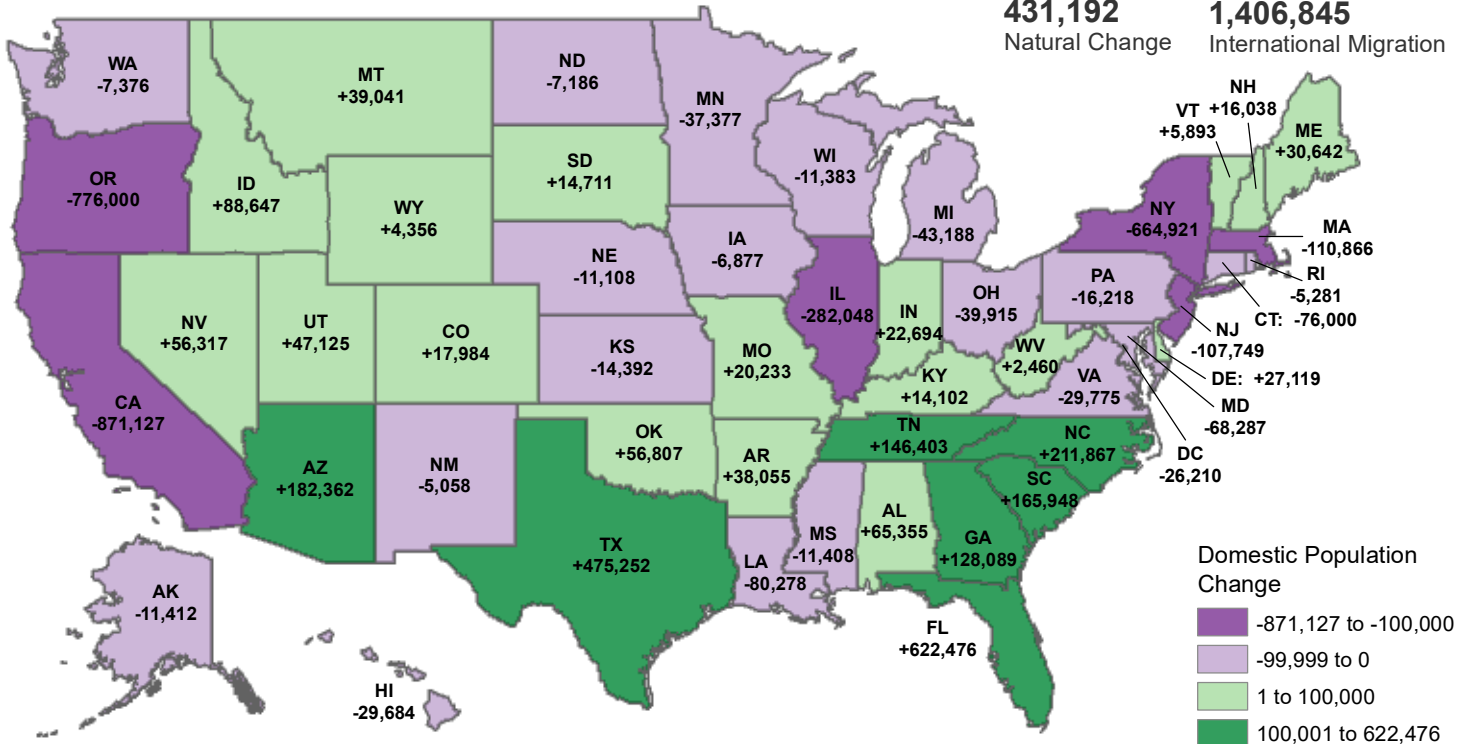 431,192
Natural Change
1,406,845
International Migration
WA
-7,376
MT
+39,041
ND
-7,186
MN
-37,377
NH
+16,038
VT
+5,893
ME
+30,642
OR
-776,000
ID
+88,647
SD
+14,711
WI
-11,383
WY
+4,356
MI
-43,188
NY
-664,921
MA
-110,866
NE
-11,108
IA
-6,877
RI
-5,281
CT: -76,000
NV
+56,317
UT
+47,125
CO
+17,984
IL
-282,048
IN
+22,694
OH
-39,915
PA
-16,218
NJ
-107,749
KS
-14,392
MO
+20,233
WV
+2,460
KY
+14,102
VA
-29,775
DE: +27,119
MD
-68,287
DC
-26,210
CA
-871,127
AZ
+182,362
NM
-5,058
OK
+56,807
AR
+38,055
TN
+146,403
NC
+211,867
SC
+165,948
TX
+475,252
LA
-80,278
MS
-11,408
AL
+65,355
GA
+128,089
FL
+622,476
AK
-11,412
HI
-29,684
Domestic Population
Change
-871,127 to -100,000
-99,999 to 0
1 to 100,000
100,001 to 622,476